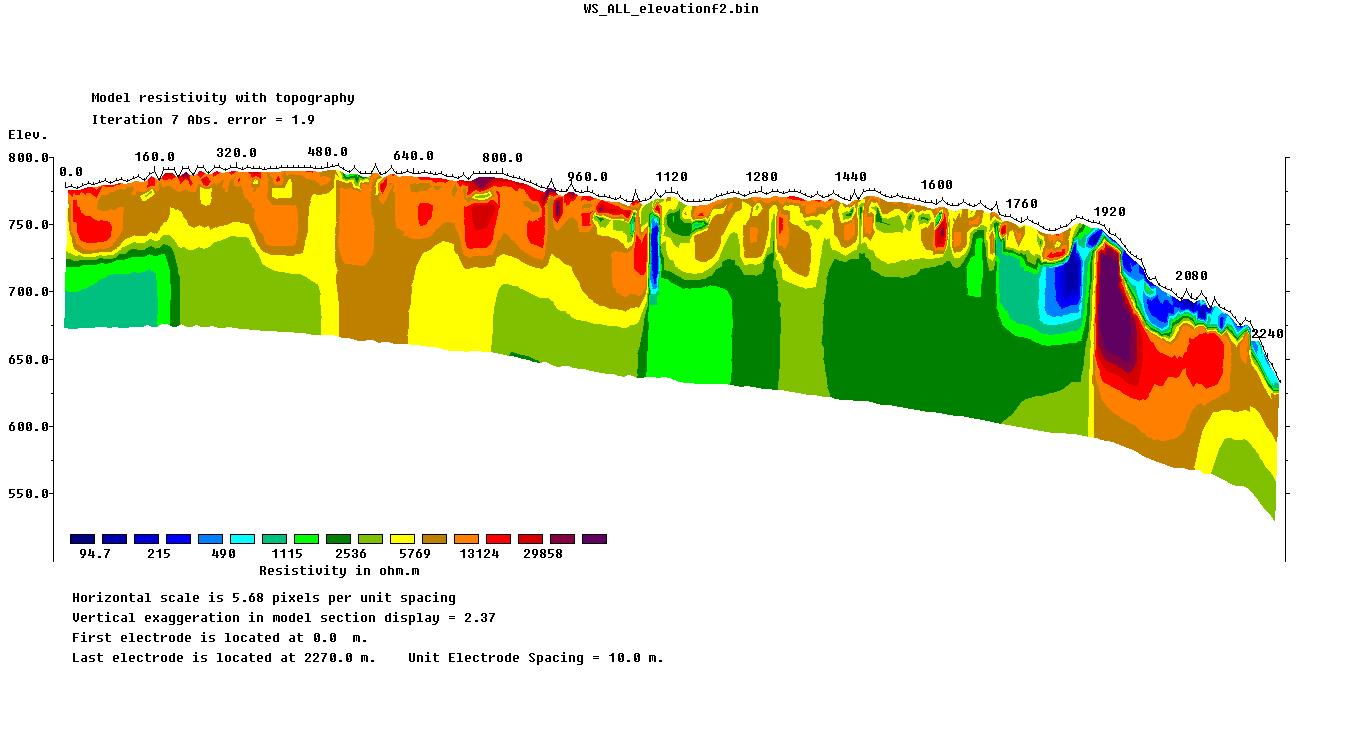 WS_ALL_elevationf2.bin
Model resistivity with topography
Iteration 7 Abs. error = 1.9
Elev.
800.0
0.0 160.0 320.0 480.0 640.0 800.0 960.0 1120 1280 1440 1600 1760 1920 2080 2240
750.0
700.0
650.0
600.0
550.0
94.7 215 490 1115 2536 5769 13124 29858
Resistivity in ohm.m
Horizontal scale is 5.68 pixels per unit spacing
Vertical exaggeration in model section display = 2.37
First electrode is located at 0.0 m.
Last electrode is located at 2270.0 m. Unit Electrode Spacing = 10.0 m.